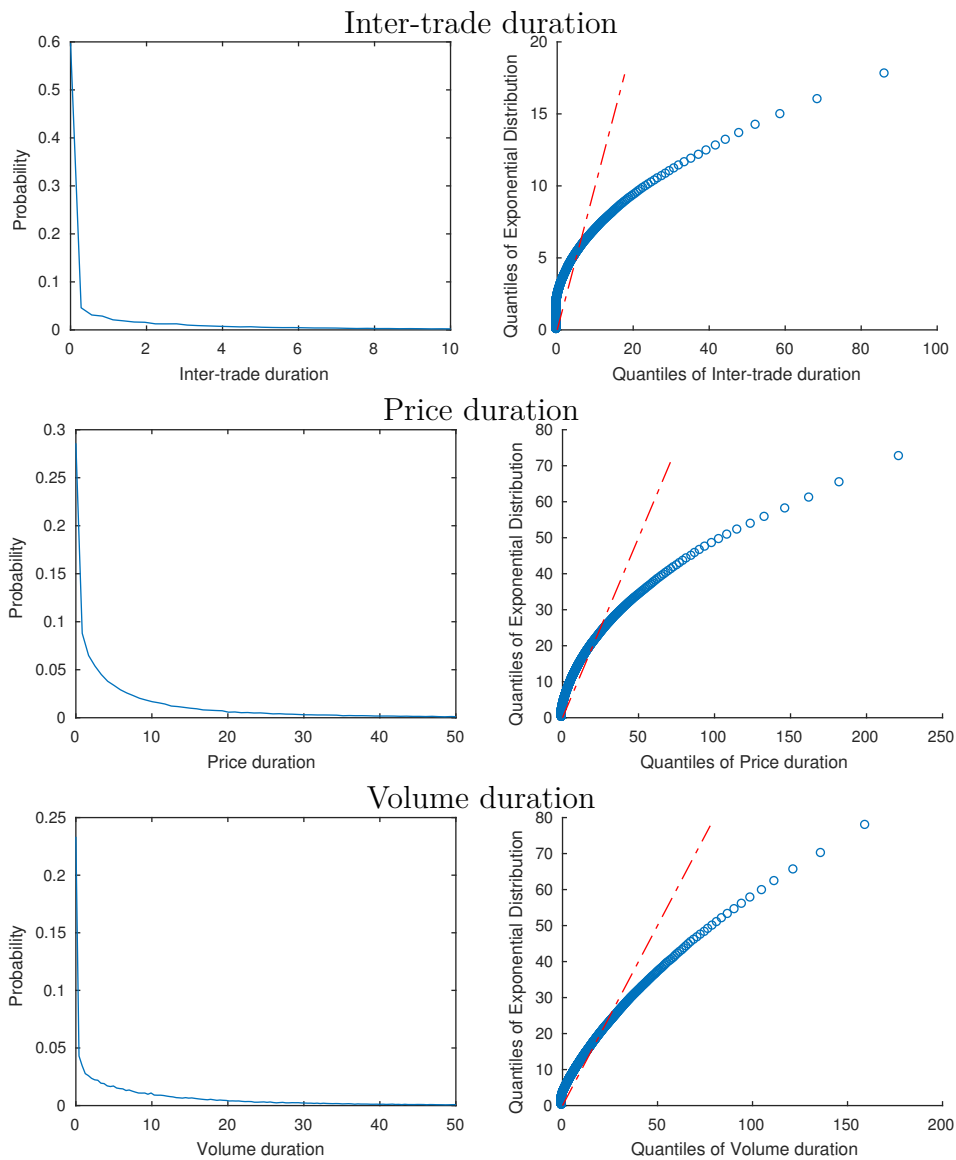 Inter-trade duration
0.6
0.5
0.4
0.3
0.2
0.1
0
Probability
0 2 4 6 8 10
Inter-trade duration
20
15
10
5
0
Quantiles of Exponential Distribution
0 20 40 60 80 100
Quantiles of Inter-trade duration
Price duration
0.3
0.25
0.2
0.15
0.1
0.05
0
Probability
0 10 20 30 40 50
Price duration
80
70
60
50
40
30
20
10
0
Quantiles of Exponential Distribution
0 50 100 150 200 250
Quantiles of Price duration
Volume duration
0.25
0.2
0.15
0.1
0.05
0
Probability
0 10 20 30 40 50
Volume duration
80
70
60
50
40
30
20
10
0
Quantiles of Exponential Distribution
0 50 100 150 200
Quantiles of Volume duration